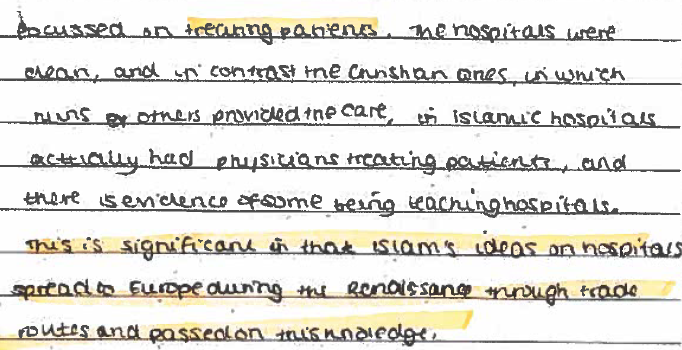 focussed on treating patients. The hospitals were
clean, and in contrast the Christian ones, in which
nuns or others provided the care, in islamic hospitals
acttually had physicians treating patients, and
there is evidence of some being teaching hospitals.
This is significant in that Islam's ideas on hospitals
spread to Europe during the Renaissance through trade
routes and passed on this knoledge.